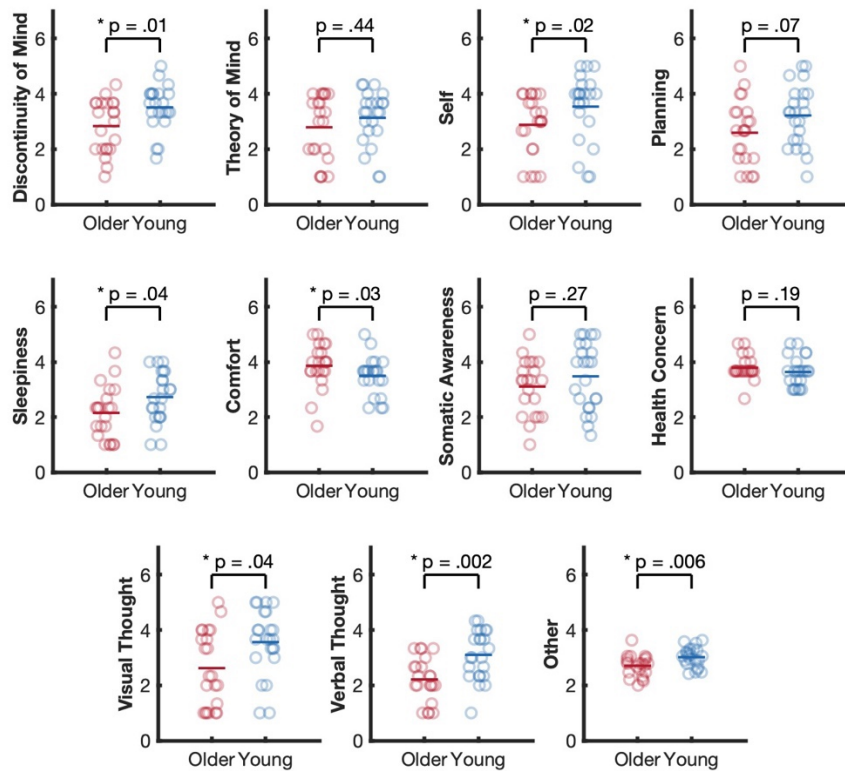 * p = .01
p = .44
* p = .02
p = .07
Discontinuity of Mind
Theory of Mind
Self
Planning
6
4
2
0
6
4
2
0
6
4
2
0
6
4
2
0
Older Young
Older Young
Older Young
Older Young
* p = .04
* p = .03
p = .27
p = .19
Sleepiness
Comfort
Somatic Awareness
Health Concern
6
4
2
0
6
4
2
0
6
4
2
0
6
4
2
0
Older Young
Older Young
Older Young
Older Young
* p = .04
* p = .002
* p = .006
Visual Thought
Verbal Thought
Other
6
4
2
0
6
4
2
0
6
4
2
0
Older Young
Older Young
Older Young